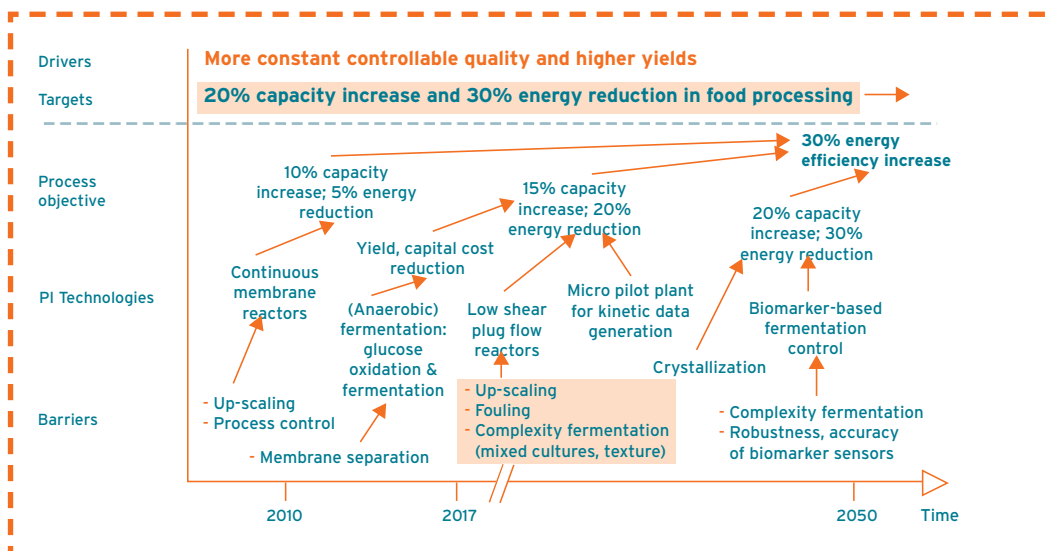 Drivers
More constant controllable quality and higher yields
Targets
20% capacity increase and 30% energy reduction in food processing
Process
objective
30% energy
efficiency increase
10% capacity
increase; 5% energy
reduction
15% capacity
increase; 20%
energy reduction
20% capacity
increase; 30%
energy reduction
Yield, capital cost
reduction
PI Technologies
Continuous
membrane
reactors
(Anaerobic)
fermentation:
glucose
oxidation &
fermentation
Low shear
plug flow
reactors
Micro pilot plant
for kinetic data
generation
Crystallization
Biomarker-based
fermentation
control
Barriers
- Up-scaling
- Process control
- Membrane separation
- Up-scaling
- Fouling
- Complexity fermentation
(mixed cultures, texture)
- Complexity fermentation
- Robustness, accuracy
of biomarker sensors
2010
2017
2050
Time